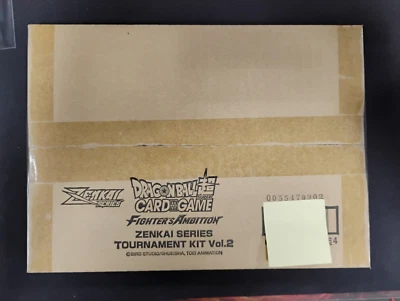 ZENKAI
SERIES
DRAGON BALL
SUPER
CARD GAME
FIGHTER'S AMBITION
ZENKAI SERIES
TOURNAMENT KIT Vol.2
©BIRD STUDIO/SHUEISHA, TOEI ANIMATION